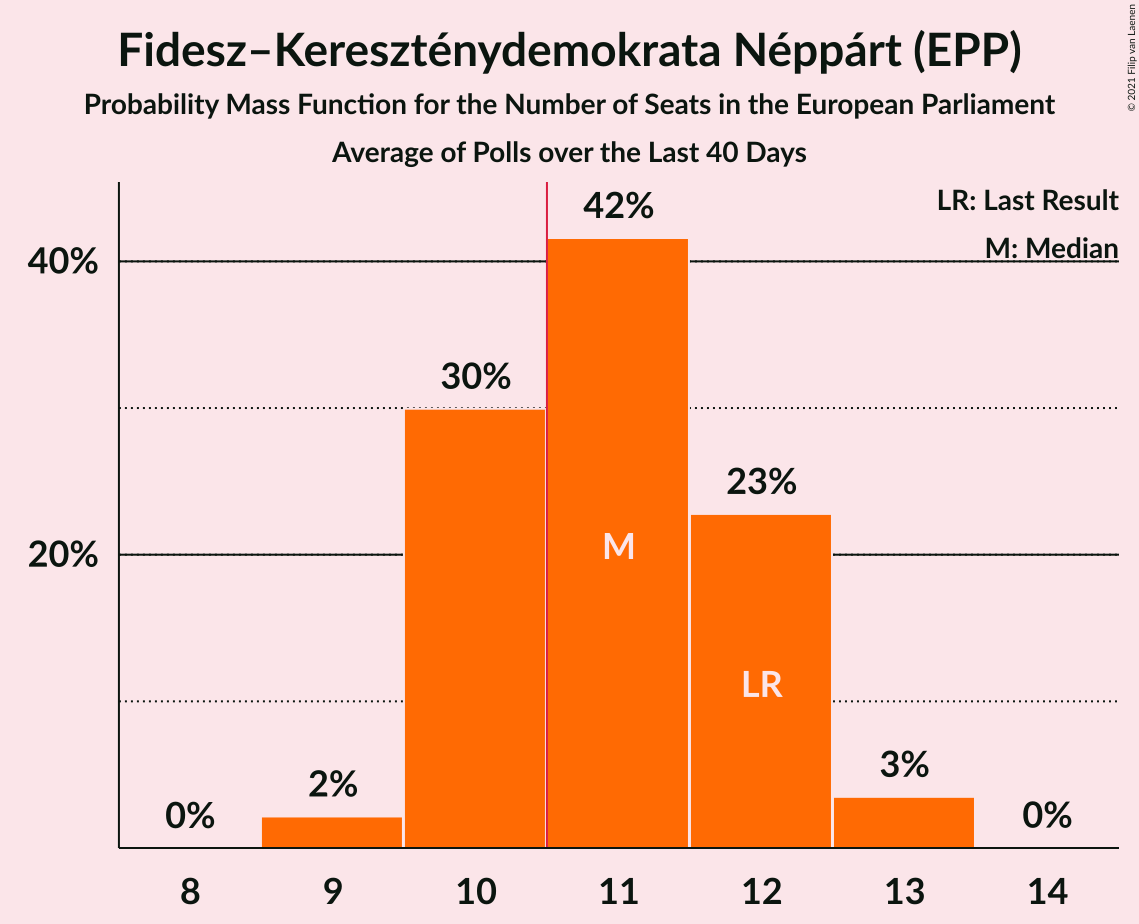 Fidesz–Kereszténydemokrata Néppárt (EPP)
Probability Mass Function for the Number of Seats in the European Parliament
Average of Polls over the Last 40 Days
© 2021 Filip van Laenen
LR: Last Result
M: Median
40%
20%
0%
2%
30%
42%
23%
3%
0%
M
LR
8
9
10
11
12
13
14